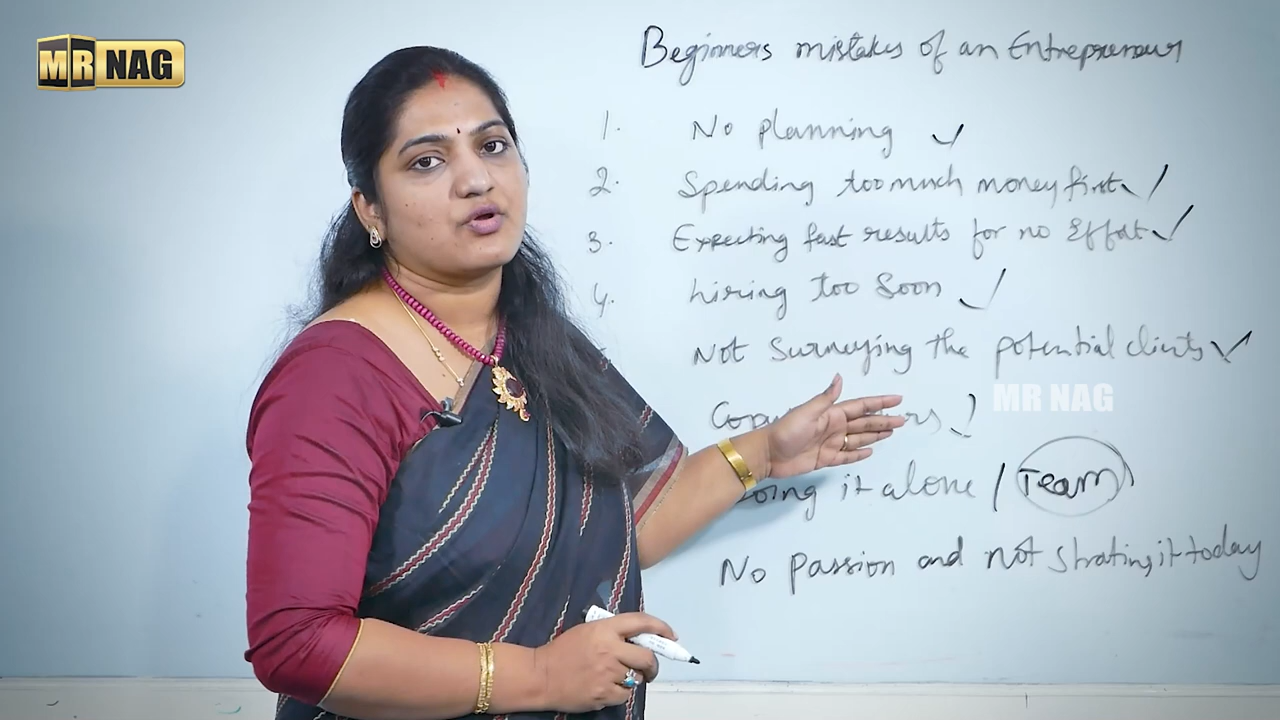 MR NAG
Beginners mistakes of an Entrepreneur
1. No planning
2. Spending too much money first
3. Expecting fast results for no Effort
4. hiring too soon
Not Surveying the potential clients
MR NAG
it alone / Team
No passion and not strating it today